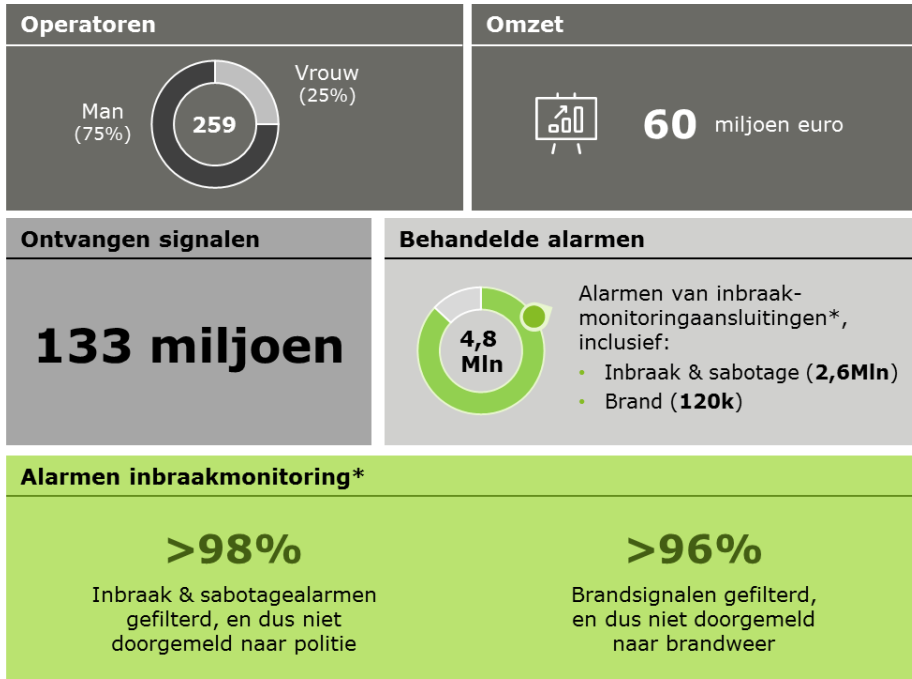 Operatoren
Man
(75%)
259
Vrouw
(25%)
Omzet
60 miljoen euro
Ontvangen signalen
133 miljoen
Behandelde alarmen
4,8
Mln
Alarmen van inbraak-
monitoringaansluitingen*,
inclusief:
• Inbraak & sabotage (2,6Mln)
• Brand (120k)
Alarmen inbraakmonitoring*
>98%
Inbraak & sabotagealarmen
gefilterd, en dus niet
doorgemeld naar politie
>96%
Brandsignalen gefilterd,
en dus niet doorgemeld
naar brandweer